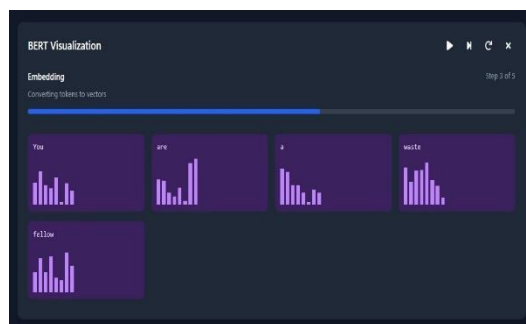 BERT Visualization
Embedding
Step 3 of 5
Converting tokens to vectors
You
are
a
waste
fellow